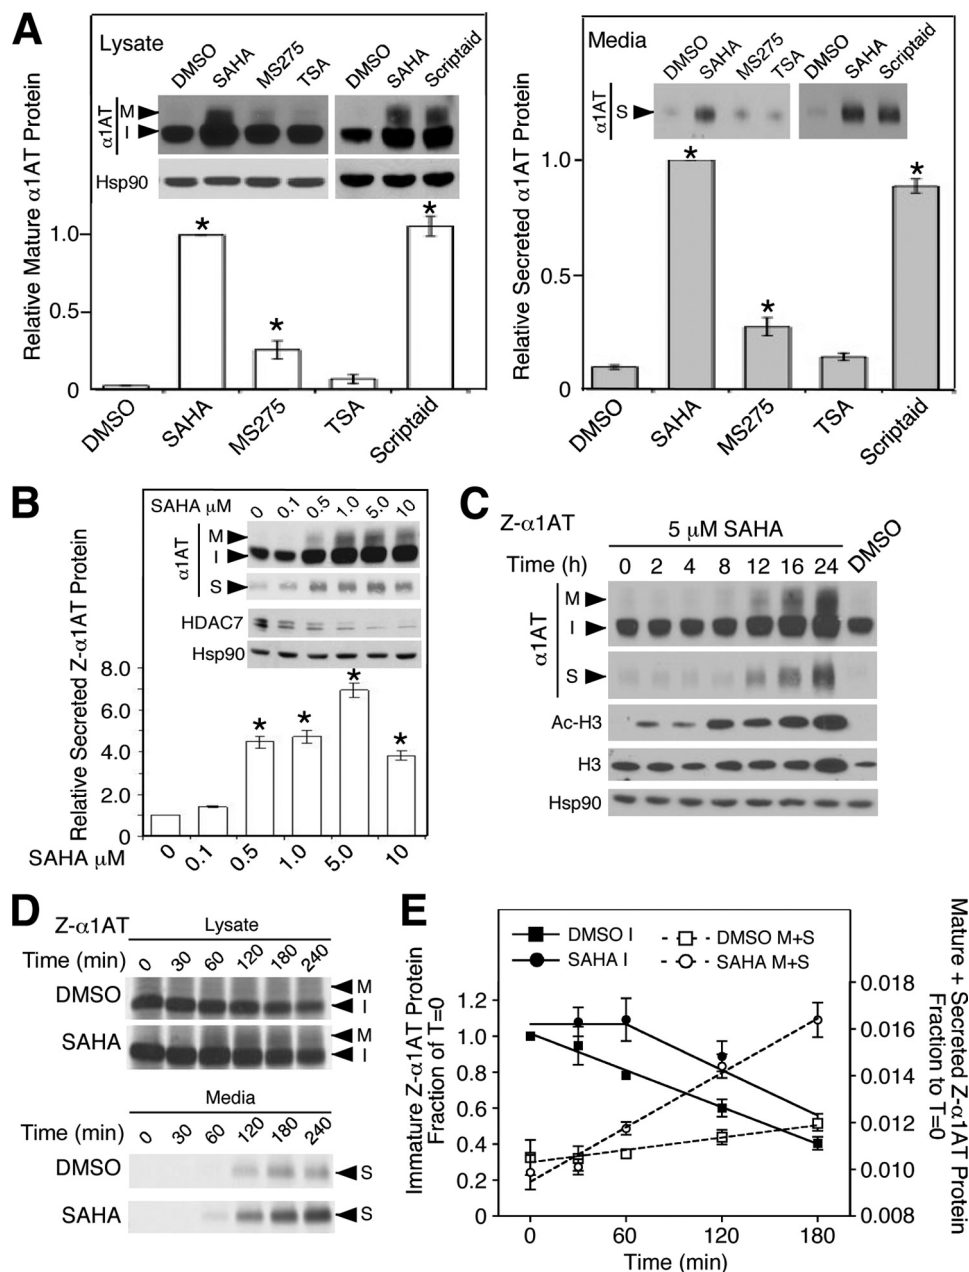 A
Relative Mature α1AT Protein
Lysate
DMSO SAHA MS275 TSA DMSO SAHA Scriptaid
α1AT
M
I
Hsp90
* * *
1.0
0.5
0
DMSO SAHA MS275 TSA Scriptaid
Relative Secreted α1AT Protein
Media
DMSO SAHA MS275 TSA DMSO SAHA Scriptaid
α1AT
S
* * *
1.0
0.5
0
DMSO SAHA MS275 TSA Scriptaid
B
Relative Secreted Z-α1AT Protein
SAHA μM 0 0.1 0.5 1.0 5.0 10
α1AT
M
I
S
HDAC7
Hsp90
* * * *
8.0
6.0
4.0
2.0
0
SAHA μM 0 0.1 0.5 1.0 5.0 10
C
Z-α1AT 5 μM SAHA DMSO
Time (h) 0 2 4 8 12 16 24
α1AT
M
I
S
Ac-H3
H3
Hsp90
D
Z-α1AT Lysate
Time (min) 0 30 60 120 180 240
DMSO M
I
SAHA M
I
Media
Time (min) 0 30 60 120 180 240
DMSO S
SAHA S
E
Immature Z-α1AT Protein
Fraction of T=0
DMSO I DMSO M+S
SAHA I SAHA M+S
1.2
1.0
0.8
0.6
0.4
0.2
0
0.018
0.016
0.014
0.012
0.010
0.008
Mature + Secreted Z-α1AT Protein
Fraction to T=0
0 60 120 180
Time (min)